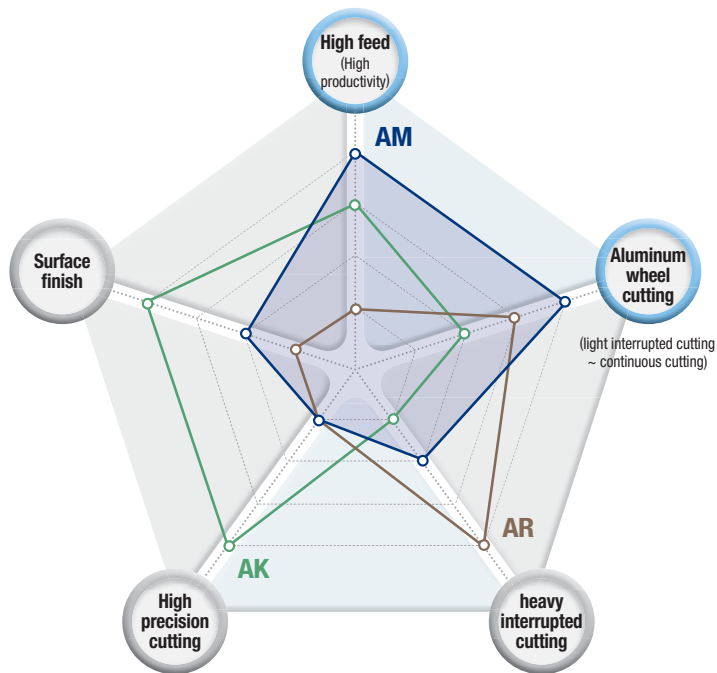 High feed
(High
productivity)
AM
Surface
finish
Aluminum
wheel
cutting
(light interrupted cutting
~ continuous cutting)
AR
AK
High
precision
cutting
heavy
interrupted
cutting